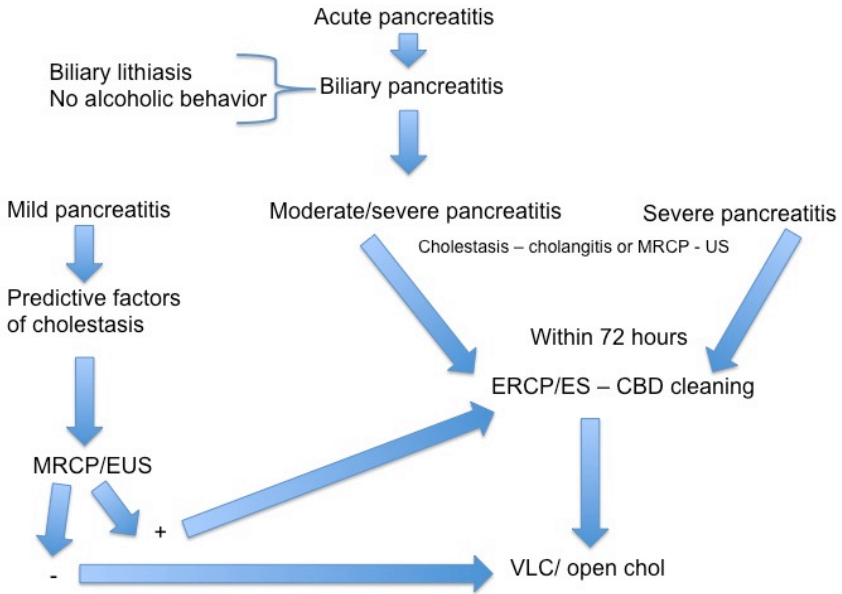 Acute pancreatitis
Biliary lithiasis
No alcoholic behavior
Biliary pancreatitis
Mild pancreatitis
Moderate/severe pancreatitis
Severe pancreatitis
Cholestasis – cholangitis or MRCP - US
Predictive factors
of cholestasis
Within 72 hours
ERCP/ES – CBD cleaning
MRCP/EUS
+
-
VLC/ open chol